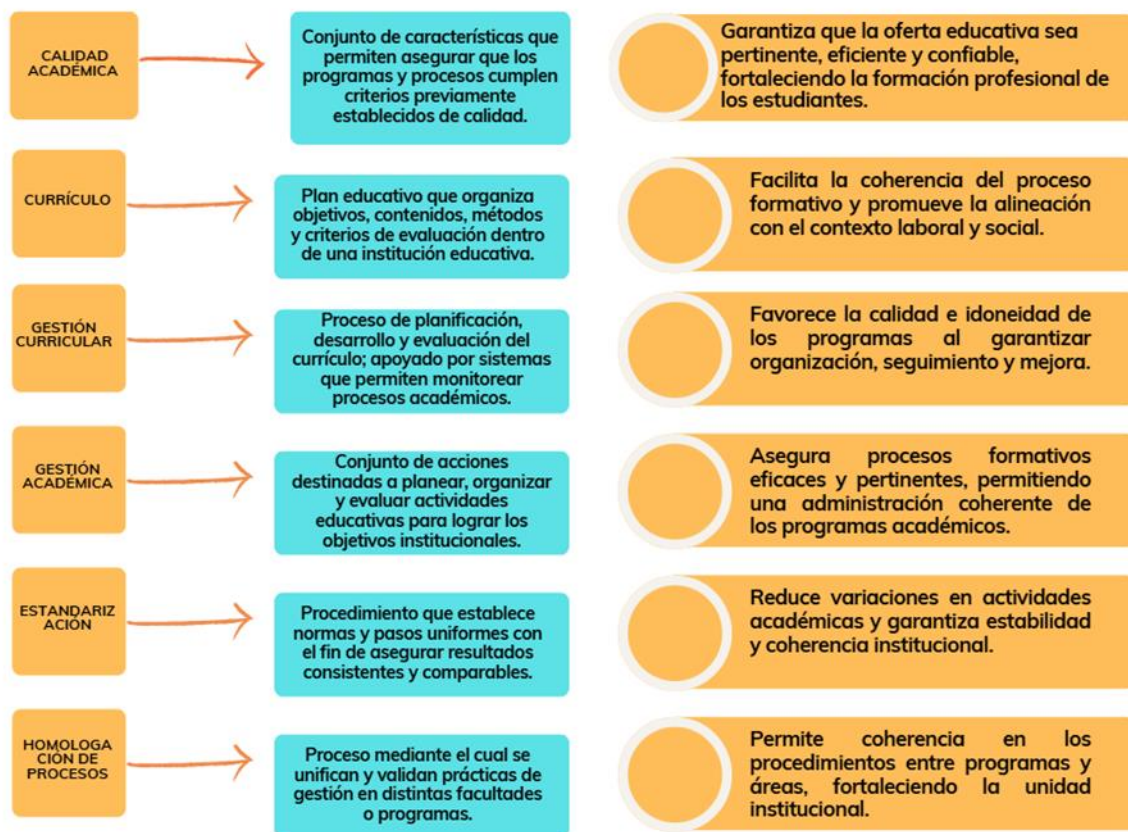 CALIDAD
ACADÉMICA
Conjunto de características que
permiten asegurar que los
programas y procesos cumplen
criterios previamente
establecidos de calidad.
Garantiza que la oferta educativa sea
pertinente, eficiente y confiable,
fortaleciendo la formación profesional de
los estudiantes.
CURRÍCULO
Plan educativo que organiza
objetivos, contenidos, métodos
y criterios de evaluación dentro
de una institución educativa.
Facilita la coherencia del proceso
formativo y promueve la alineación
con el contexto laboral y social.
GESTIÓN
CURRICULAR
Proceso de planificación,
desarrollo y evaluación del
currículo; apoyado por sistemas
que permiten monitorear
procesos académicos.
Favorece la calidad e idoneidad de
los programas al garantizar
organización, seguimiento y mejora.
GESTIÓN
ACADÉMICA
Conjunto de acciones
destinadas a planear, organizar
y evaluar actividades
educativas para lograr los
objetivos institucionales.
Asegura procesos formativos
eficaces y pertinentes, permitiendo
una administración coherente de
los programas académicos.
ESTANDARIZ
ACIÓN
Procedimiento que establece
normas y pasos uniformes con
el fin de asegurar resultados
consistentes y comparables.
Reduce variaciones en actividades
académicas y garantiza estabilidad
y coherencia institucional.
HOMOLOGA
CIÓN DE
PROCESOS
Proceso mediante el cual se
unifican y validan prácticas de
gestión en distintas facultades
o programas.
Permite coherencia en los
procedimientos entre programas y
áreas, fortaleciendo la unidad
institucional.